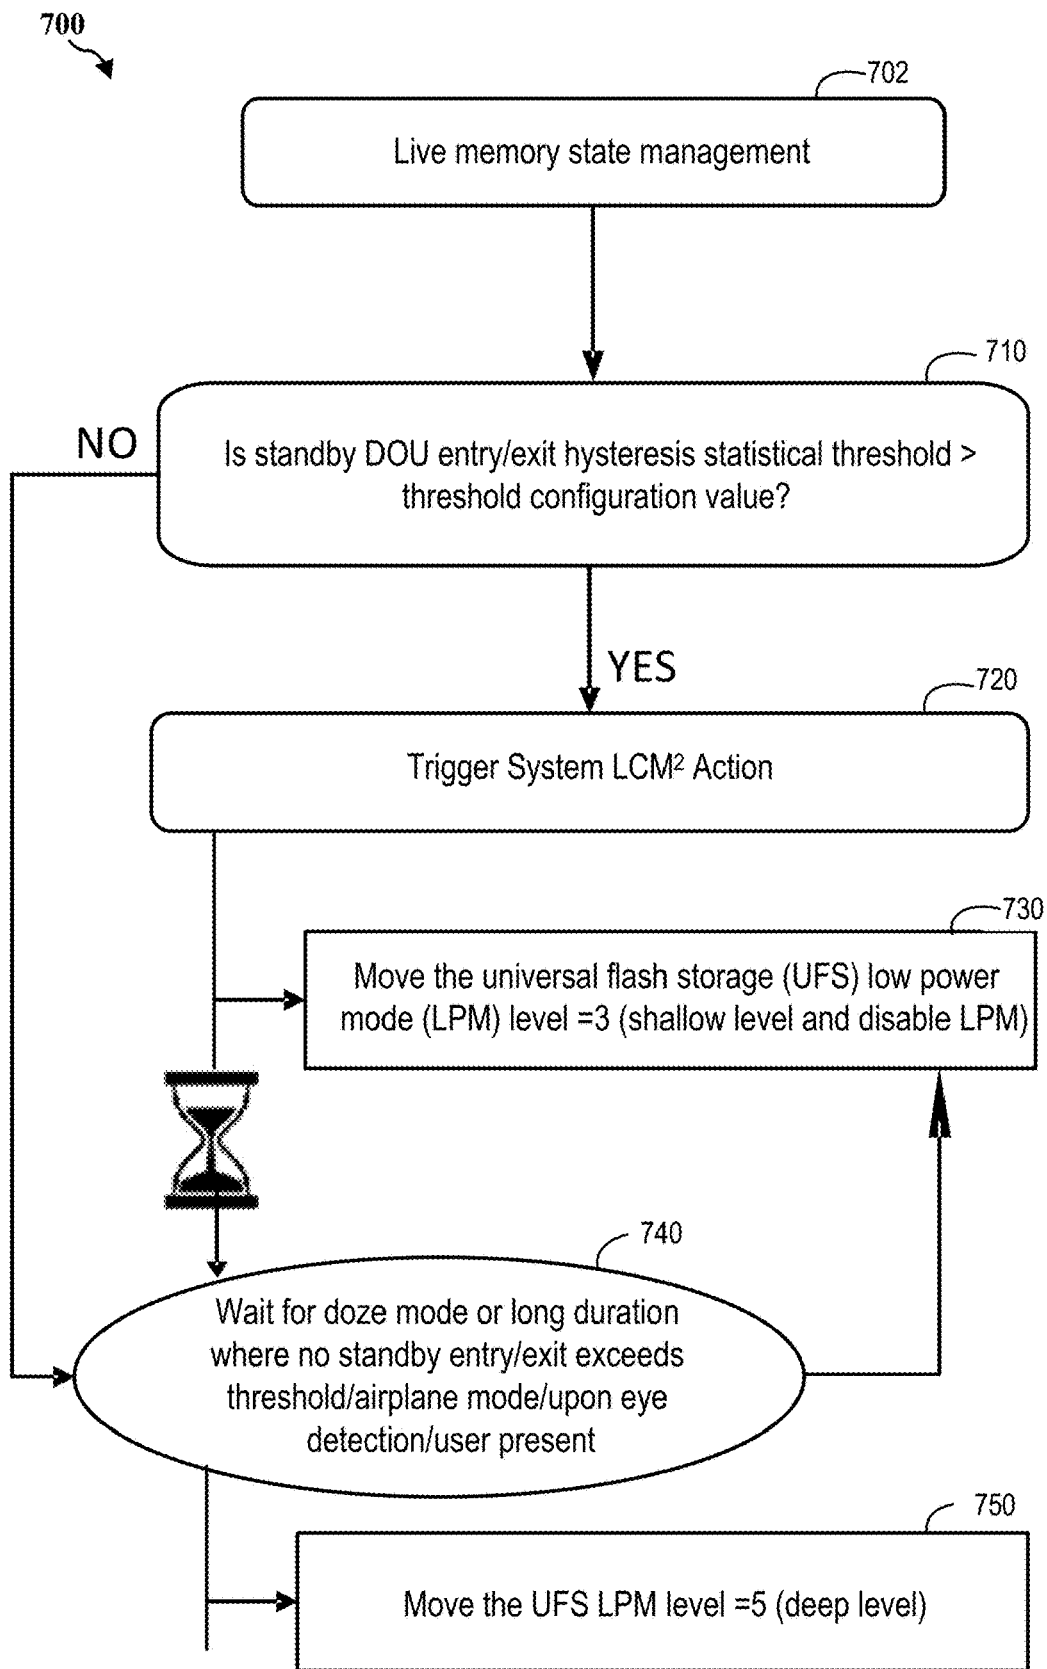 700
702
Live memory state management
710
NO
Is standby DOU entry/exit hysteresis statistical threshold >
threshold configuration value?
YES
720
Trigger System LCM² Action
730
Move the universal flash storage (UFS) low power
mode (LPM) level =3 (shallow level and disable LPM)
740
Wait for doze mode or long duration
where no standby entry/exit exceeds
threshold/airplane mode/upon eye
detection/user present
750
Move the UFS LPM level =5 (deep level)